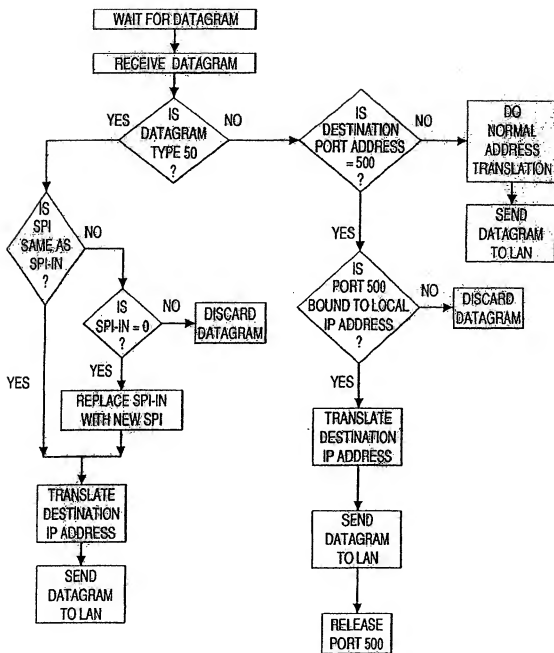 WAIT FOR DATAGRAM
RECEIVE DATAGRAM
IS
DATAGRAM
TYPE 50
?
YES
NO
IS
DESTINATION
PORT ADDRESS
= 500
?
NO
DO
NORMAL
ADDRESS
TRANSLATION
SEND
DATAGRAM
TO LAN
IS
SPI
SAME AS
SPI-IN
?
NO
YES
IS
SPI-IN = 0
?
NO
DISCARD
DATAGRAM
YES
REPLACE SPI-IN
WITH NEW SPI
TRANSLATE
DESTINATION
IP ADDRESS
SEND
DATAGRAM
TO LAN
YES
IS
PORT 500
BOUND TO LOCAL
IP ADDRESS
?
NO
DISCARD
DATAGRAM
YES
TRANSLATE
DESTINATION
IP ADDRESS
SEND
DATAGRAM
TO LAN
RELEASE
PORT 500